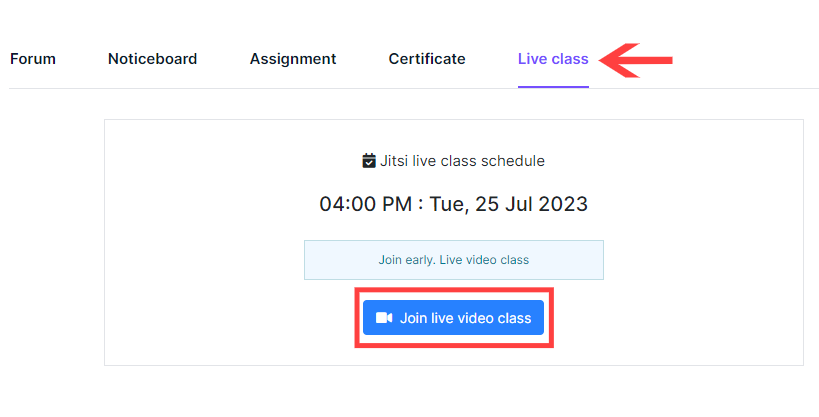 Forum Noticeboard Assignment Certificate Live class
Jitsi live class schedule
04:00 PM : Tue, 25 Jul 2023
Join early. Live video class
Join live video class